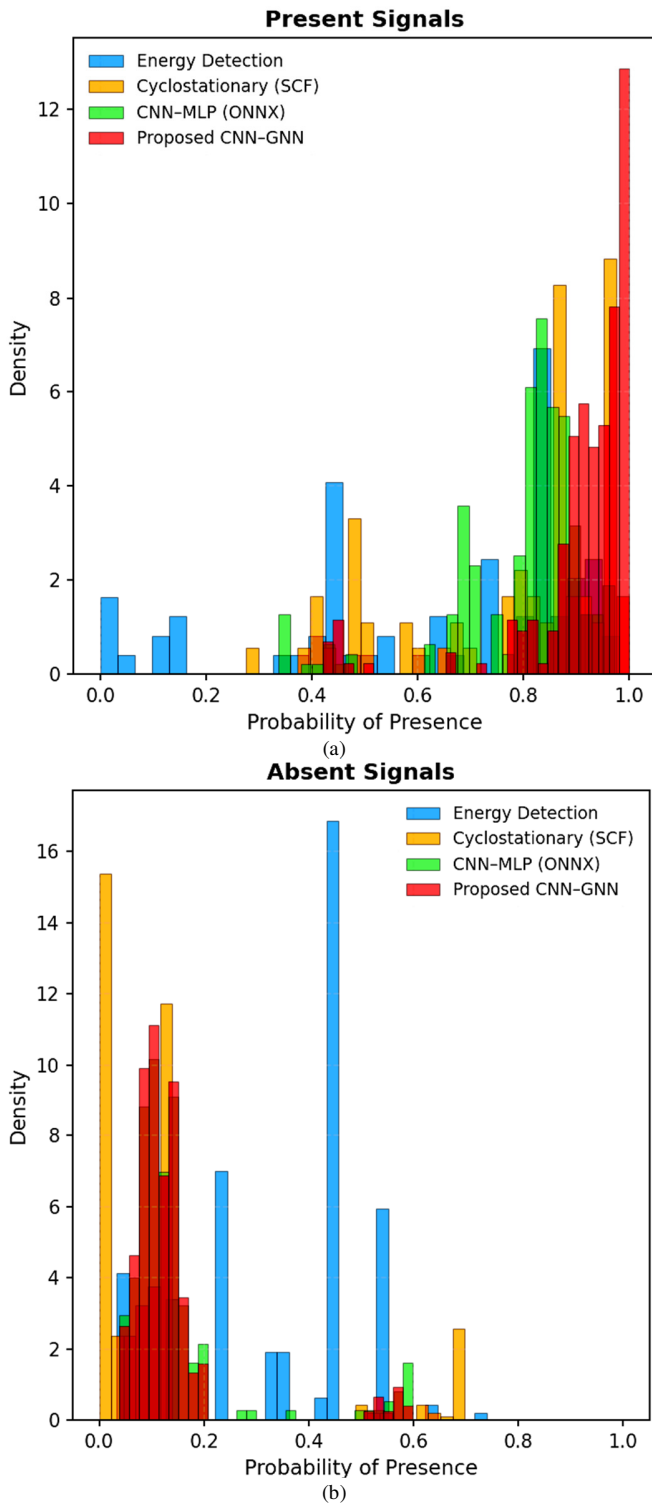 Present Signals
Energy Detection
Cyclostationary (SCF)
CNN–MLP (ONNX)
Proposed CNN–GNN
12
10
8
6
4
2
0
Density
0.0 0.2 0.4 0.6 0.8 1.0
Probability of Presence
(a)
Absent Signals
Energy Detection
Cyclostationary (SCF)
CNN–MLP (ONNX)
Proposed CNN–GNN
16
14
12
10
8
6
4
2
0
Density
0.0 0.2 0.4 0.6 0.8 1.0
Probability of Presence
(b)